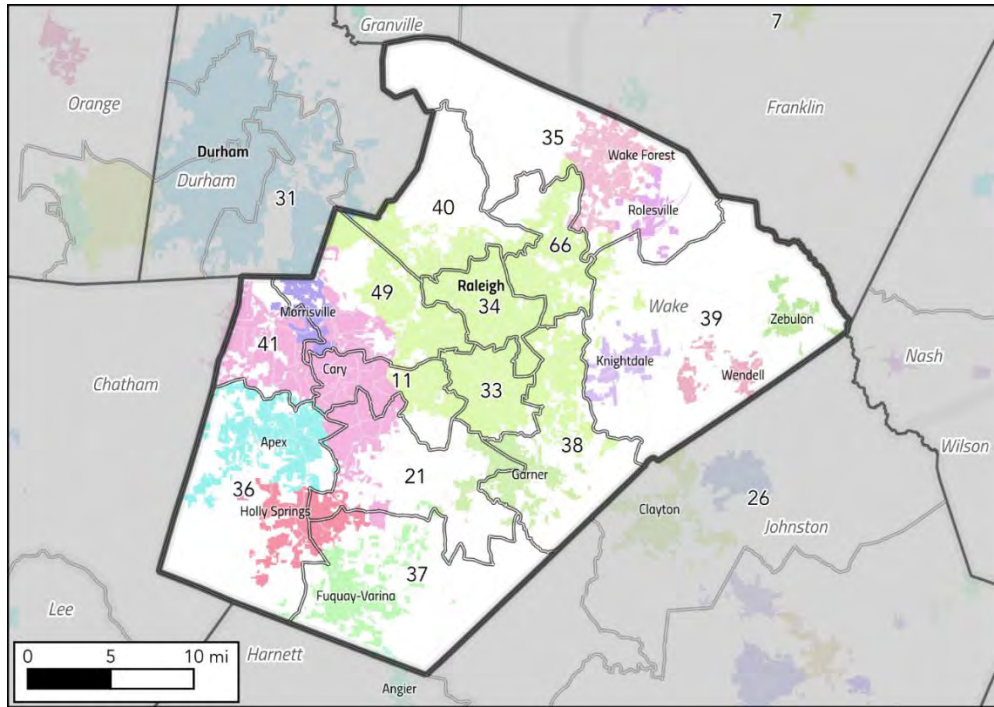 Granville
7
Orange
Franklin
35
Wake Forest
Durham
Durham
31
40
Rolesville
66
Raleigh
34
49
Wake
39
Zebulon
Morrisville
41
Cary
11
Knightdale
Wendell
Nash
Chatham
33
Apex
38
Wilson
21
Garner
36
Holly Springs
Clayton
26
Johnston
37
Fuquay-Varina
Lee
0 5 10 mi
Harnett
Angier